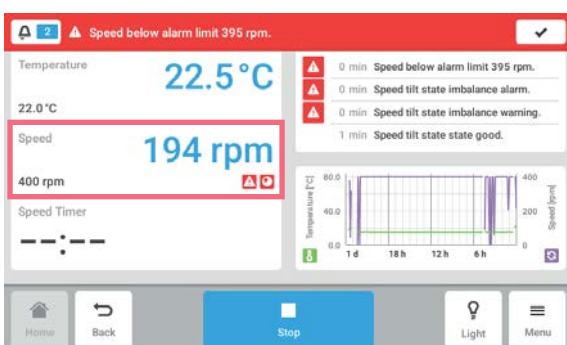 2 Speed below alarm limit 395 rpm.
Temperature
22.5°C
22.0°C
Speed
194 rpm
400 rpm
Speed Timer
--:--
0 min Speed below alarm limit 395 rpm.
0 min Speed tilt state imbalance alarm.
0 min Speed tilt state imbalance warning.
1 min Speed tilt state state good.
Temperature [°C]
80.0
40.0
0.0
400
200
0
Speed [rpm]
1 d 18 h 12 h 6 h
Home
Back
Stop
Light
Menu